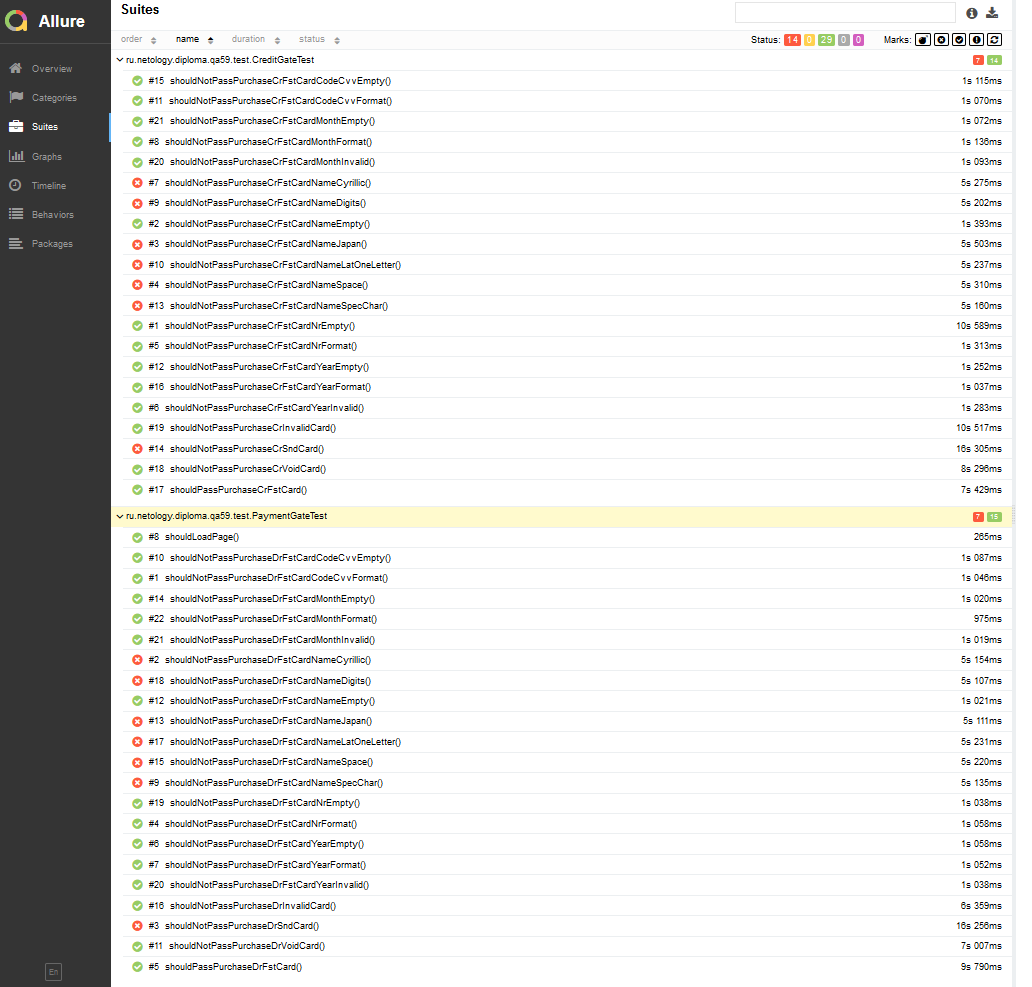 Allure
Overview
Categories
Suites
Graphs
Timeline
Behaviors
Packages
En
Suites
order name duration status Status: 14 0 29 0 0 Marks:
ru.netology.diploma.qa59.test.CreditGateTest 7 14
#15 shouldNotPassPurchaseCrFstCardCodeCvvEmpty() 1s 115ms
#11 shouldNotPassPurchaseCrFstCardCodeCvvFormat() 1s 070ms
#21 shouldNotPassPurchaseCrFstCardMonthEmpty() 1s 072ms
#8 shouldNotPassPurchaseCrFstCardMonthFormat() 1s 136ms
#20 shouldNotPassPurchaseCrFstCardMonthInvalid() 1s 093ms
#7 shouldNotPassPurchaseCrFstCardNameCyrillic() 5s 275ms
#9 shouldNotPassPurchaseCrFstCardNameDigits() 5s 202ms
#2 shouldNotPassPurchaseCrFstCardNameEmpty() 1s 393ms
#3 shouldNotPassPurchaseCrFstCardNameJapan() 5s 503ms
#10 shouldNotPassPurchaseCrFstCardNameLatOneLetter() 5s 237ms
#4 shouldNotPassPurchaseCrFstCardNameSpace() 5s 310ms
#13 shouldNotPassPurchaseCrFstCardNameSpecChar() 5s 160ms
#1 shouldNotPassPurchaseCrFstCardNrEmpty() 10s 589ms
#5 shouldNotPassPurchaseCrFstCardNrFormat() 1s 313ms
#12 shouldNotPassPurchaseCrFstCardYearEmpty() 1s 252ms
#16 shouldNotPassPurchaseCrFstCardYearFormat() 1s 037ms
#6 shouldNotPassPurchaseCrFstCardYearInvalid() 1s 283ms
#19 shouldNotPassPurchaseCrInvalidCard() 10s 517ms
#14 shouldNotPassPurchaseCrSndCard() 16s 305ms
#18 shouldNotPassPurchaseCrVoidCard() 8s 296ms
#17 shouldPassPurchaseCrFstCard() 7s 429ms
ru.netology.diploma.qa59.test.PaymentGateTest 7 15
#8 shouldLoadPage() 265ms
#10 shouldNotPassPurchaseDrFstCardCodeCvvEmpty() 1s 087ms
#1 shouldNotPassPurchaseDrFstCardCodeCvvFormat() 1s 046ms
#14 shouldNotPassPurchaseDrFstCardMonthEmpty() 1s 020ms
#22 shouldNotPassPurchaseDrFstCardMonthFormat() 975ms
#21 shouldNotPassPurchaseDrFstCardMonthInvalid() 1s 019ms
#2 shouldNotPassPurchaseDrFstCardNameCyrillic() 5s 154ms
#18 shouldNotPassPurchaseDrFstCardNameDigits() 5s 107ms
#12 shouldNotPassPurchaseDrFstCardNameEmpty() 1s 021ms
#13 shouldNotPassPurchaseDrFstCardNameJapan() 5s 111ms
#17 shouldNotPassPurchaseDrFstCardNameLatOneLetter() 5s 231ms
#15 shouldNotPassPurchaseDrFstCardNameSpace() 5s 220ms
#9 shouldNotPassPurchaseDrFstCardNameSpecChar() 5s 135ms
#19 shouldNotPassPurchaseDrFstCardNrEmpty() 1s 038ms
#4 shouldNotPassPurchaseDrFstCardNrFormat() 1s 058ms
#6 shouldNotPassPurchaseDrFstCardYearEmpty() 1s 058ms
#7 shouldNotPassPurchaseDrFstCardYearFormat() 1s 052ms
#20 shouldNotPassPurchaseDrFstCardYearInvalid() 1s 038ms
#16 shouldNotPassPurchaseDrInvalidCard() 6s 359ms
#3 shouldNotPassPurchaseDrSndCard() 16s 256ms
#11 shouldNotPassPurchaseDrVoidCard() 7s 007ms
#5 shouldPassPurchaseDrFstCard() 9s 790ms